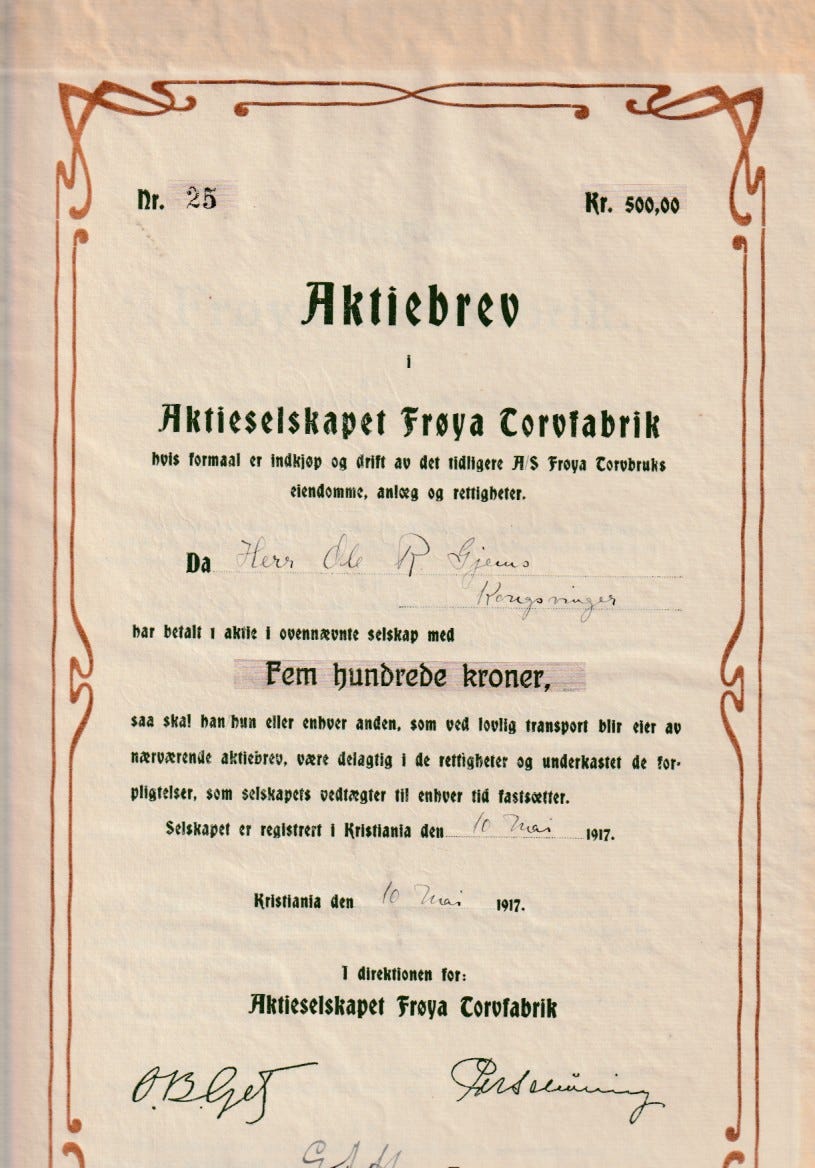 Nr. 25
Kr. 500,00
Aktiebrev
i
Aktieselskapet Frøya Torvfabrik
hvis formaal er indkjøp og drift av det tidligere A/S Frøya Torvbruks
eiendomme, anlæg og rettigheter.
Da Herr Ole R. Gjems
Kongsvinger
har betalt 1 aktie i ovennævnte selskap med
Fem hundrede kroner,
saa skal han hun eller enhver anden, som ved lovlig transport blir eier av
nærværende aktiebrev, være delagtig i de rettigheter og underkastet de for-
pligtelser, som selskapets vedtægter til enhver tid fastsætter.
Selskapet er registrert i Kristiania den 10 Mai 1917.
Kristiania den 10 Mai 1917.
I direktionen for:
Aktieselskapet Frøya Torvfabrik
O.B. Getz